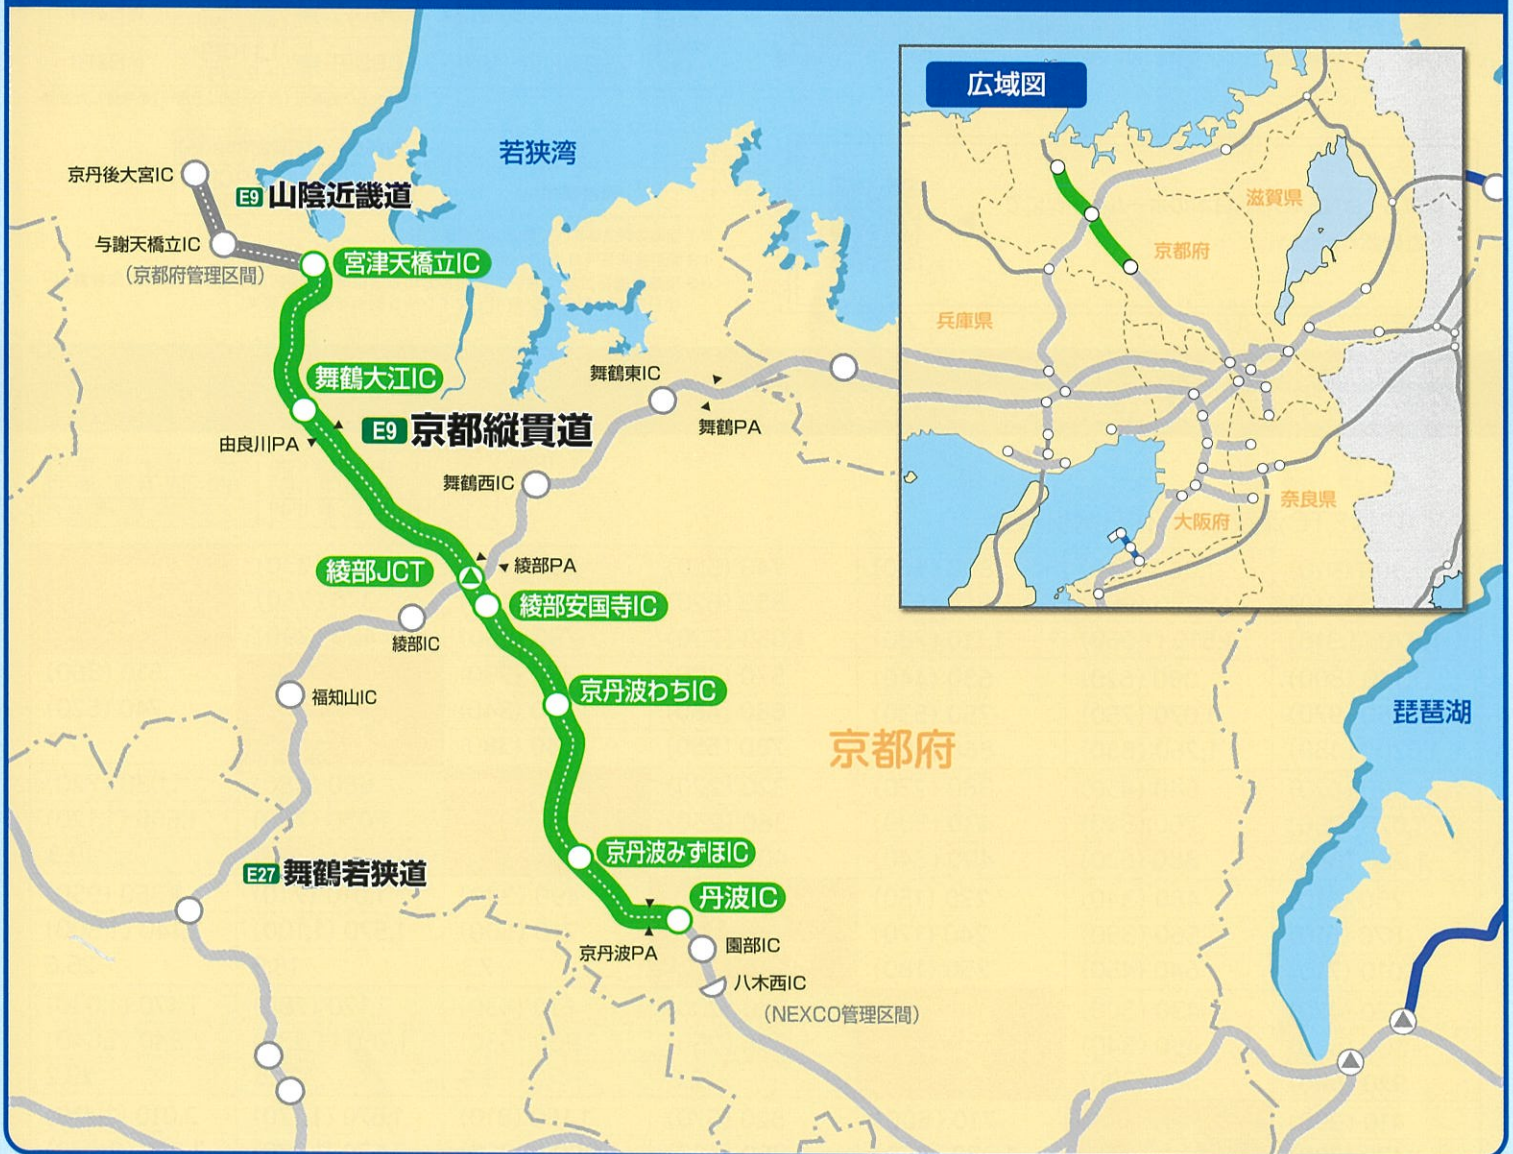 広域図
滋賀県
京都府
兵庫県
大阪府
奈良県
若狭湾
京丹後大宮IC
E9 山陰近畿道
与謝天橋立IC
(京都府管理区間)
宮津天橋立IC
舞鶴大江IC
舞鶴東IC
由良川PA
E9 京都縦貫道
舞鶴PA
舞鶴西IC
綾部JCT
綾部PA
綾部安国寺IC
綾部IC
京丹波わちIC
福知山IC
琵琶湖
京都府
京丹波みずほIC
E27 舞鶴若狭道
丹波IC
京丹波PA
園部IC
八木西IC
(NEXCO管理区間)